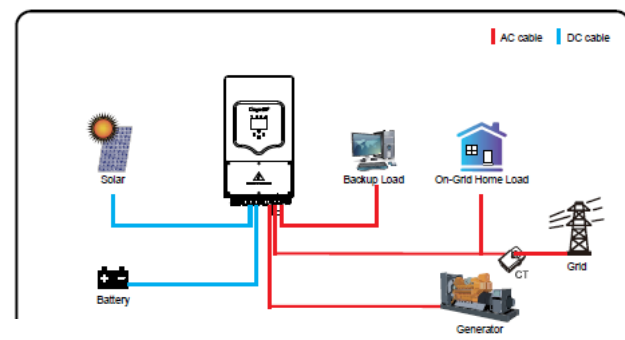 AC cable
DC cable
Solar
Backup Load
On-Grid Home Load
CT
Grid
Battery
Generator